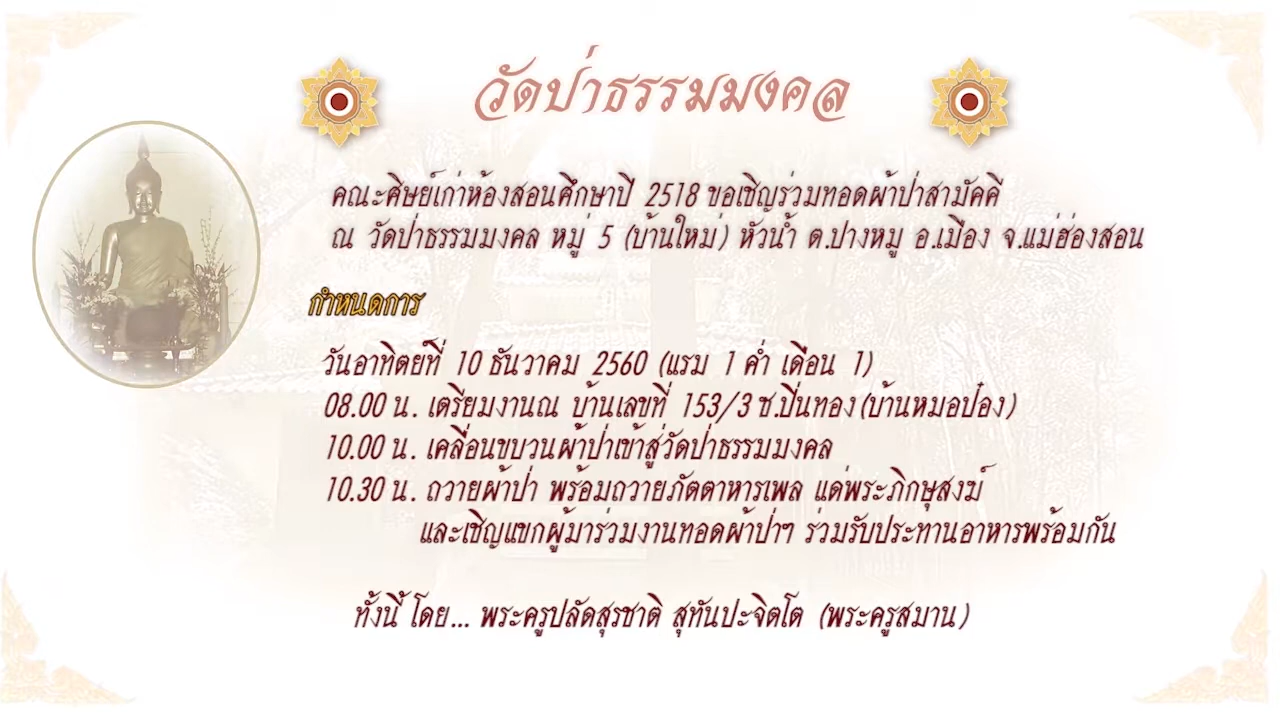 วัดป่าธรรมมงคล
คณะศิษย์เก่าห้องสอนศึกษาปี 2518 ขอเชิญร่วมทอดผ้าป่าสามัคคี
ณ วัดป่าธรรมมงคล หมู่ 5 (บ้านใหม่) หัวน้ำ ต.ปางหมู อ.เมือง จ.แม่ฮ่องสอน
กำหนดการ
วันอาทิตย์ที่ 10 ธันวาคม 2560 (แรม 1 ค่ำ เดือน 1)
08.00 น. เตรียมงานณ บ้านเลขที่ 153/3 ซ.ปิ่นทอง(บ้านหมอป๋อง)
10.00 น. เคลื่อนขบวนผ้าป่าเข้าสู่วัดป่าธรรมมงคล
10.30 น. ถวายผ้าป่า พร้อมถวายภัตตาหารเพล แด่พระภิกษุสงฆ์
และเชิญแขกผู้มาร่วมงานทอดผ้าป่าฯ ร่วมรับประทานอาหารพร้อมกัน
ทั้งนี้ โดย... พระครูปลัดสุรชาติ สุทันปะจิตโต (พระครูสมาน)